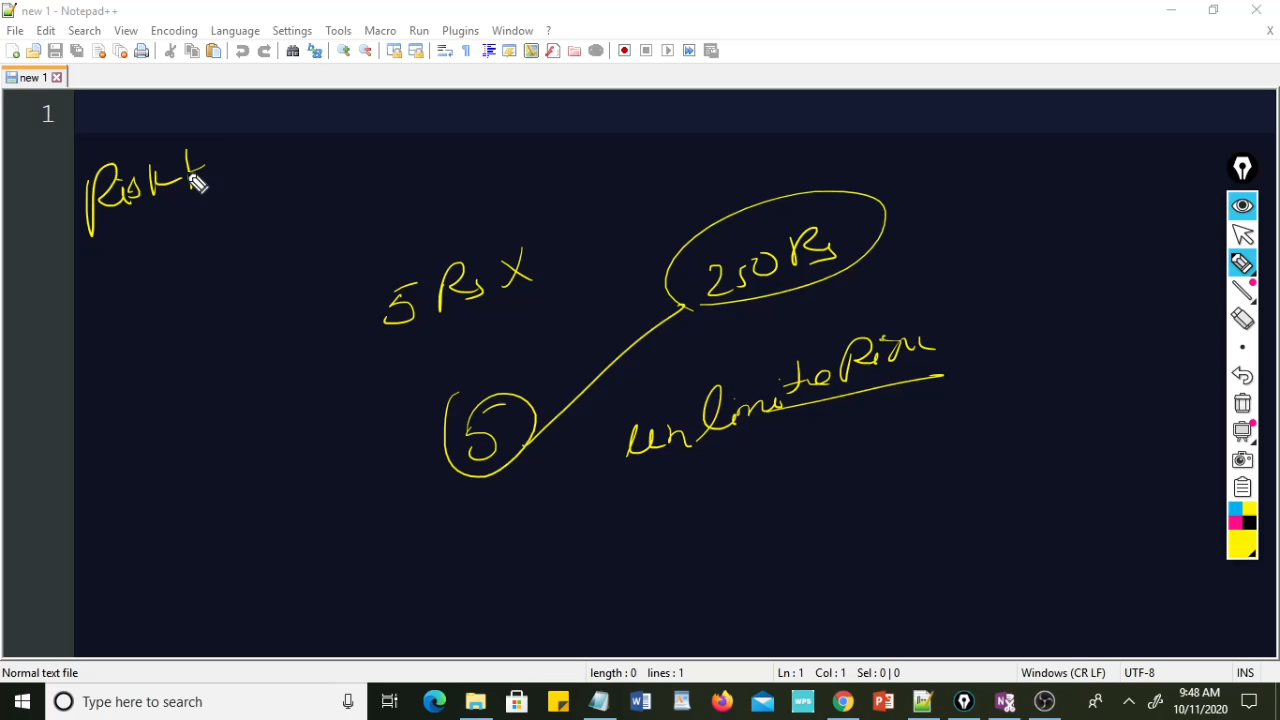 new 1 - Notepad++
File Edit Search View Encoding Language Settings Tools Macro Run Plugins Window ?
X
new 1
1
Risk
5 Rs X
250 Rs
5
unlimite Risk
Normal text file length : 0 lines : 1 Ln : 1 Col : 1 Sel : 0 | 0 Windows (CR LF) UTF-8 INS
Type here to search
9:48 AM
10/11/2020